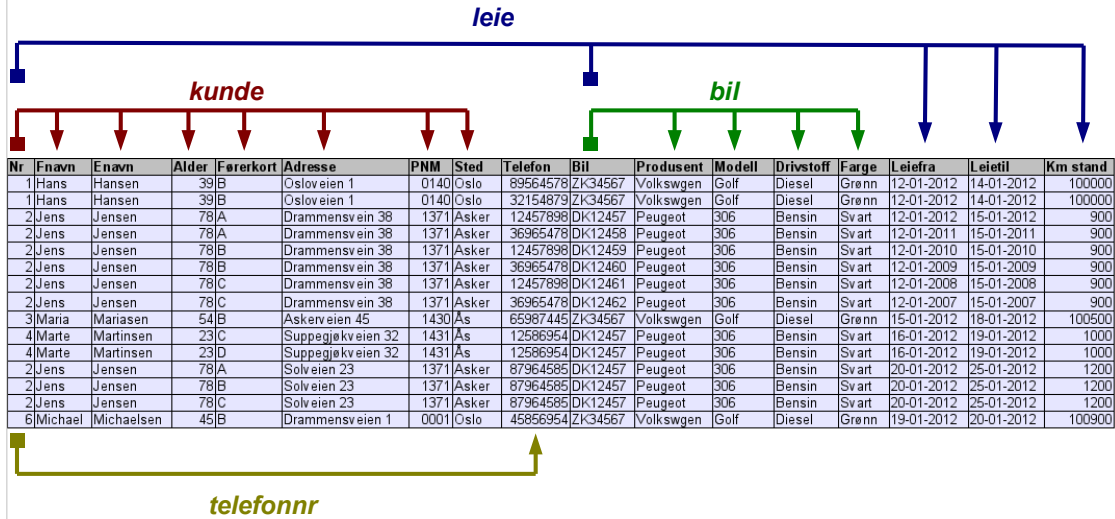 leie
kunde bil
Nr Fnavn Enavn Alder Førerkort Adresse PNM Sted Telefon Bil Produsent Modell Drivstoff Farge Leiefra Leietil Km stand
1 Hans Hansen 39 B Osloveien 1 0140 Oslo 89564578 ZK34567 Volkswgen Golf Diesel Grønn 12-01-2012 14-01-2012 100000
1 Hans Hansen 39 B Osloveien 1 0140 Oslo 32154879 ZK34567 Volkswgen Golf Diesel Grønn 12-01-2012 14-01-2012 100000
2 Jens Jensen 78 A Drammensvein 38 1371 Asker 12457898 DK12457 Peugeot 306 Bensin Svart 12-01-2012 15-01-2012 900
2 Jens Jensen 78 A Drammensvein 38 1371 Asker 36965478 DK12458 Peugeot 306 Bensin Svart 12-01-2011 15-01-2011 900
2 Jens Jensen 78 B Drammensvein 38 1371 Asker 12457898 DK12459 Peugeot 306 Bensin Svart 12-01-2010 15-01-2010 900
2 Jens Jensen 78 B Drammensvein 38 1371 Asker 36965478 DK12460 Peugeot 306 Bensin Svart 12-01-2009 15-01-2009 900
2 Jens Jensen 78 C Drammensvein 38 1371 Asker 12457898 DK12461 Peugeot 306 Bensin Svart 12-01-2008 15-01-2008 900
2 Jens Jensen 78 C Drammensvein 38 1371 Asker 36965478 DK12462 Peugeot 306 Bensin Svart 12-01-2007 15-01-2007 900
3 Maria Mariasen 54 B Askerveien 45 1430 Ås 65987445 ZK34567 Volkswgen Golf Diesel Grønn 15-01-2012 18-01-2012 100500
4 Marte Martinsen 23 C Suppegjøkveien 32 1431 Ås 12586954 DK12457 Peugeot 306 Bensin Svart 16-01-2012 19-01-2012 1000
4 Marte Martinsen 23 D Suppegjøkveien 32 1431 Ås 12586954 DK12457 Peugeot 306 Bensin Svart 16-01-2012 19-01-2012 1000
2 Jens Jensen 78 A Solveien 23 1371 Asker 87964585 DK12457 Peugeot 306 Bensin Svart 20-01-2012 25-01-2012 1200
2 Jens Jensen 78 B Solveien 23 1371 Asker 87964585 DK12457 Peugeot 306 Bensin Svart 20-01-2012 25-01-2012 1200
2 Jens Jensen 78 C Solveien 23 1371 Asker 87964585 DK12457 Peugeot 306 Bensin Svart 20-01-2012 25-01-2012 1200
6 Michael Michaelsen 45 B Drammensveien 1 0001 Oslo 45856954 ZK34567 Volkswgen Golf Diesel Grønn 19-01-2012 20-01-2012 100900
telefonnr